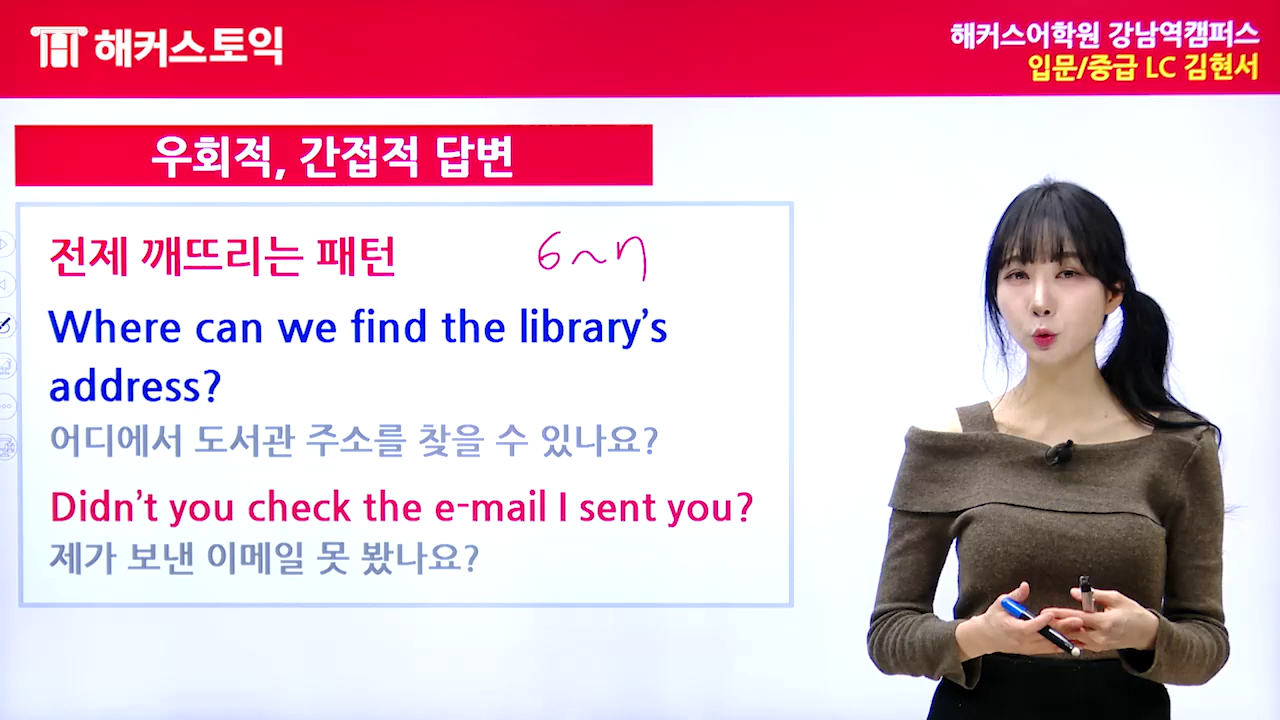 해커스토익
해커스어학원 강남역캠퍼스
입문/중급 LC 김현서
우회적, 간접적 답변
전제 깨뜨리는 패턴 6~7
Where can we find the library's
address?
어디에서 도서관 주소를 찾을 수 있나요?
Didn't you check the e-mail I sent you?
제가 보낸 이메일 못 봤나요?